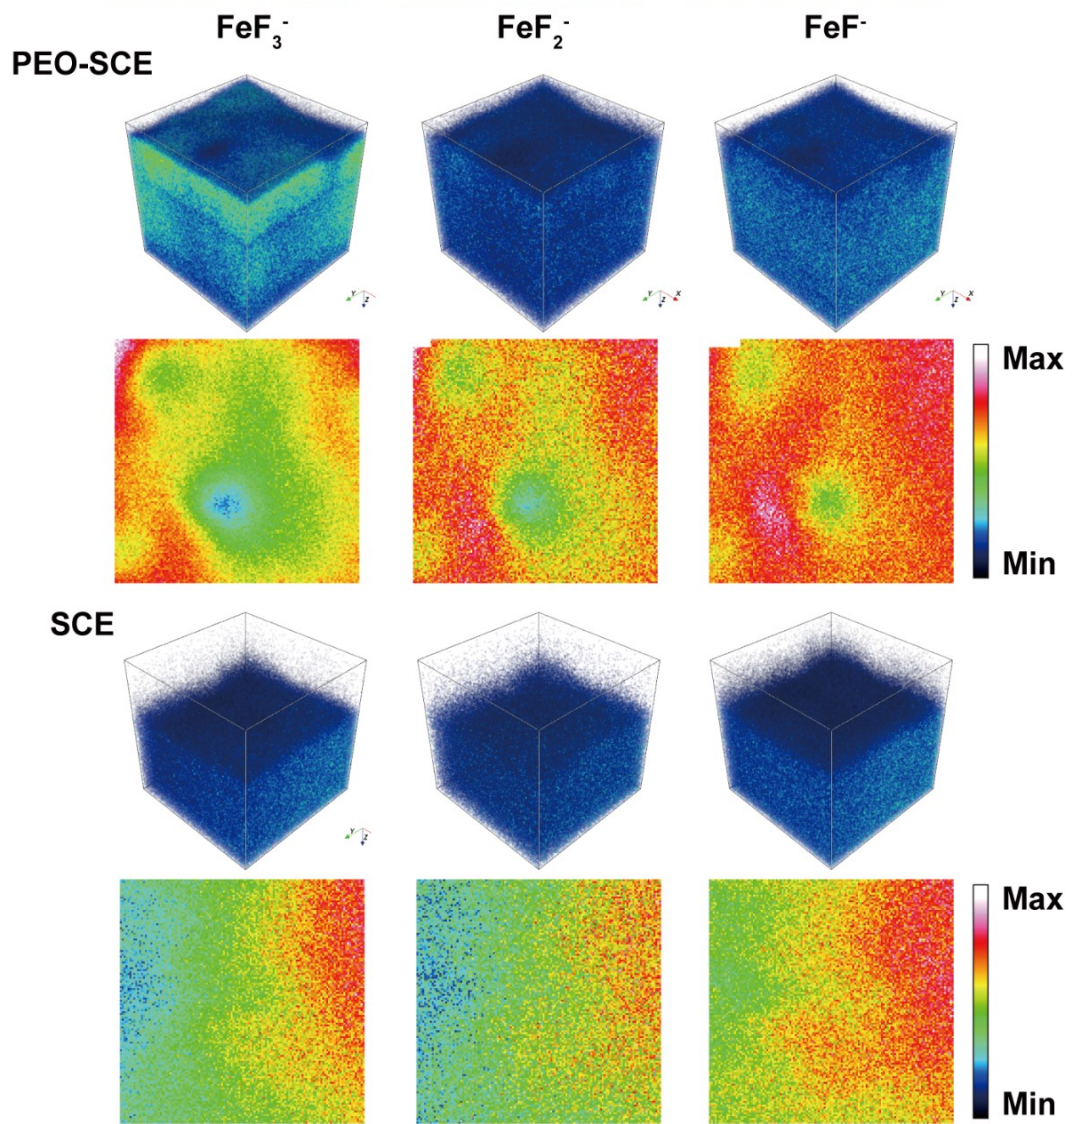 FeF₃⁻ FeF₂⁻ FeF⁻
PEO-SCE
Y Z
Y Z X
Y Z X
Max
Min
SCE
Y Z
Max
Min